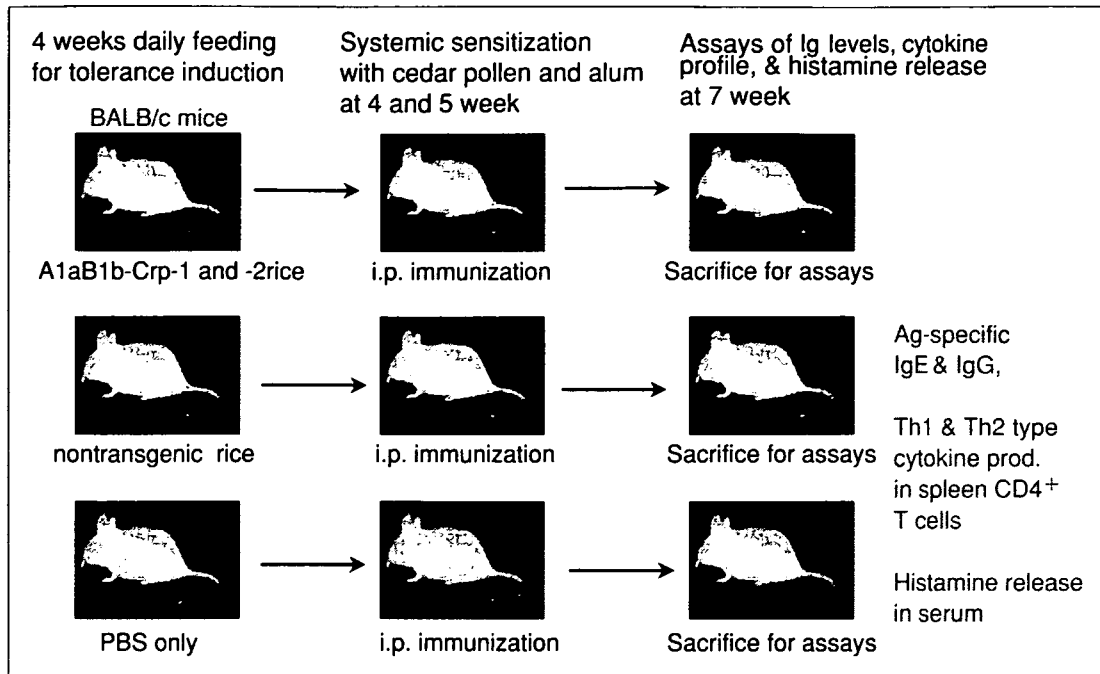 4 weeks daily feeding
for tolerance induction
Systemic sensitization
with cedar pollen and alum
at 4 and 5 week
Assays of Ig levels, cytokine
profile, & histamine release
at 7 week
BALB/c mice
A1aB1b-Crp-1 and -2rice
i.p. immunization
Sacrifice for assays
nontransgenic rice
i.p. immunization
Sacrifice for assays
PBS only
i.p. immunization
Sacrifice for assays
Ag-specific
IgE & IgG,
Th1 & Th2 type
cytokine prod.
in spleen CD4+
T cells
Histamine release
in serum